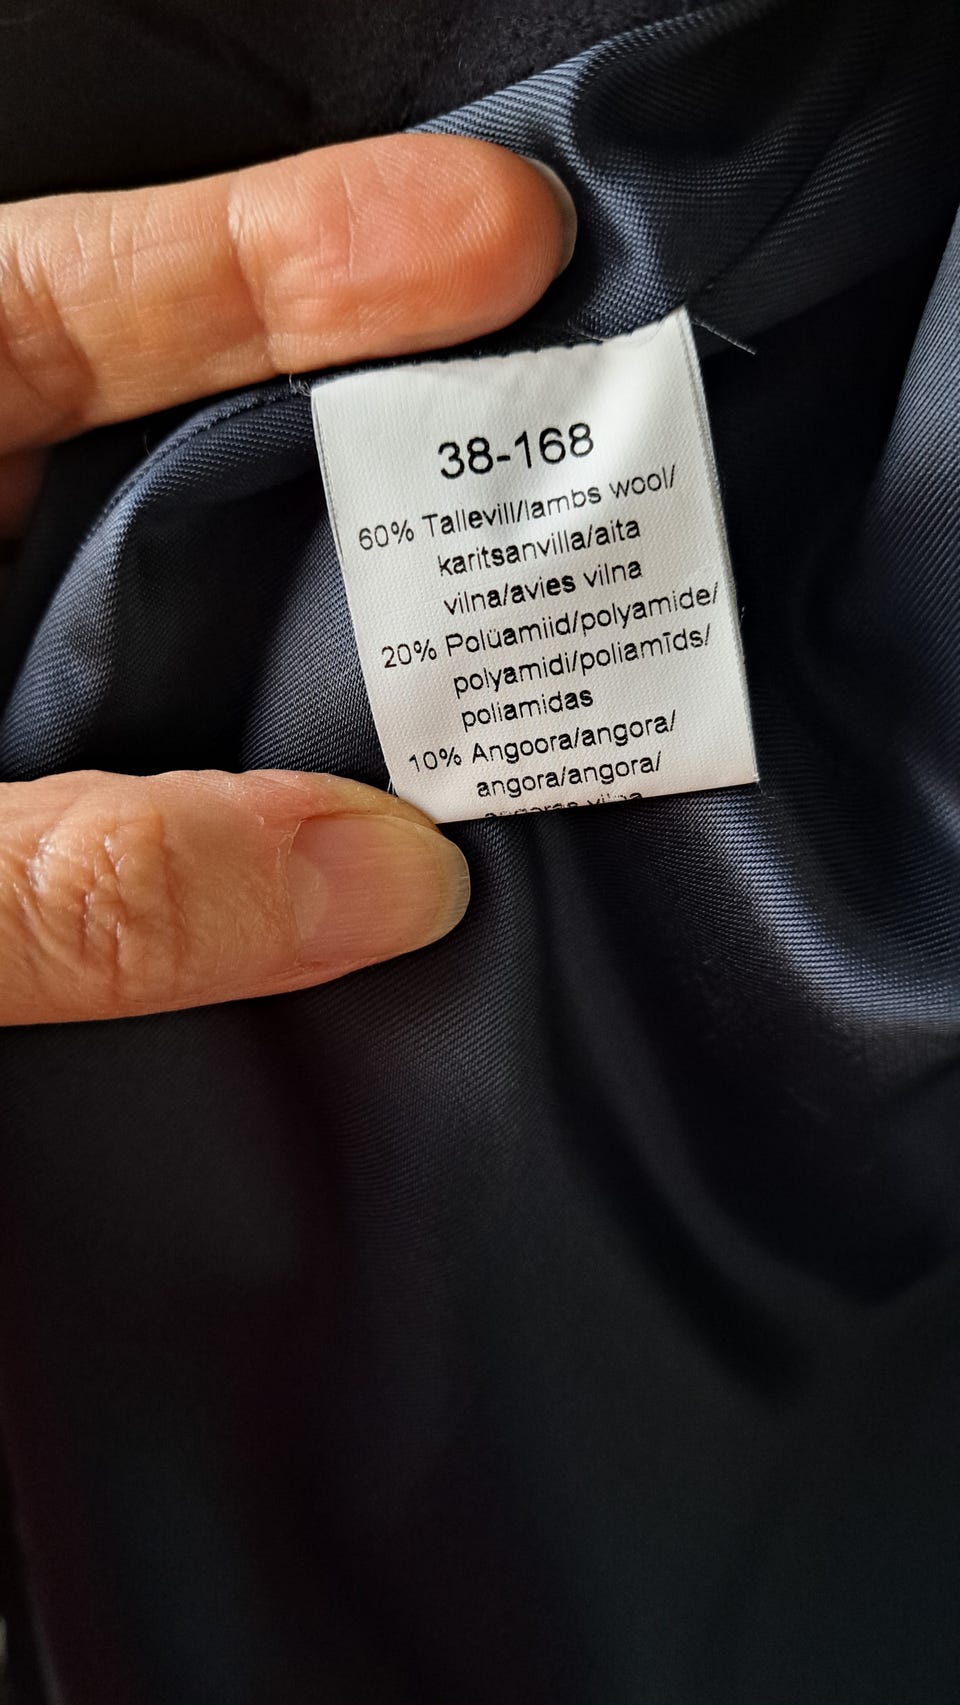 38-168
60% Tallevill/lambs wool/
karitsanvilla/aita
vilna/avies vilna
20% Polüamiid/polyamide/
polyamidi/poliamīds/
poliamidas
10% Angoora/angora/
angora/angora/